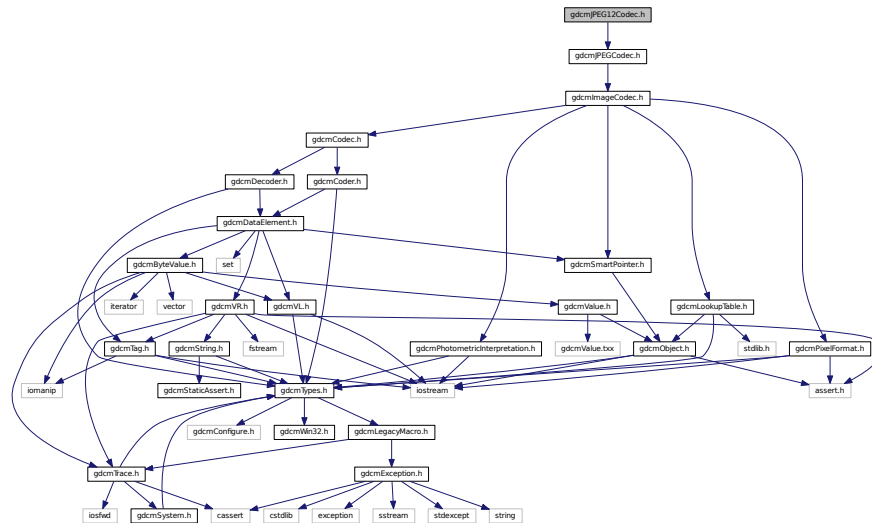 gdcmJPEG12Codec.h
gdcmJPEGCodec.h
gdcmImageCodec.h
gdcmCodec.h
gdcmDecoder.h
gdcmCoder.h
gdcmDataElement.h
gdcmByteValue.h
set
gdcmSmartPointer.h
iterator
vector
gdcmVR.h
gdcmVL.h
gdcmValue.h
gdcmLookupTable.h
gdcmTag.h
gdcmString.h
fstream
gdcmPhotometricInterpretation.h
gdcmValue.txx
gdcmObject.h
stdlib.h
gdcmPixelFormat.h
iomanip
gdcmStaticAssert.h
gdcmTypes.h
iostream
assert.h
gdcmConfigure.h
gdcmWin32.h
gdcmLegacyMacro.h
gdcmTrace.h
gdcmException.h
iosfwd
gdcmSystem.h
cassert
cstdlib
exception
sstream
stdexcept
string